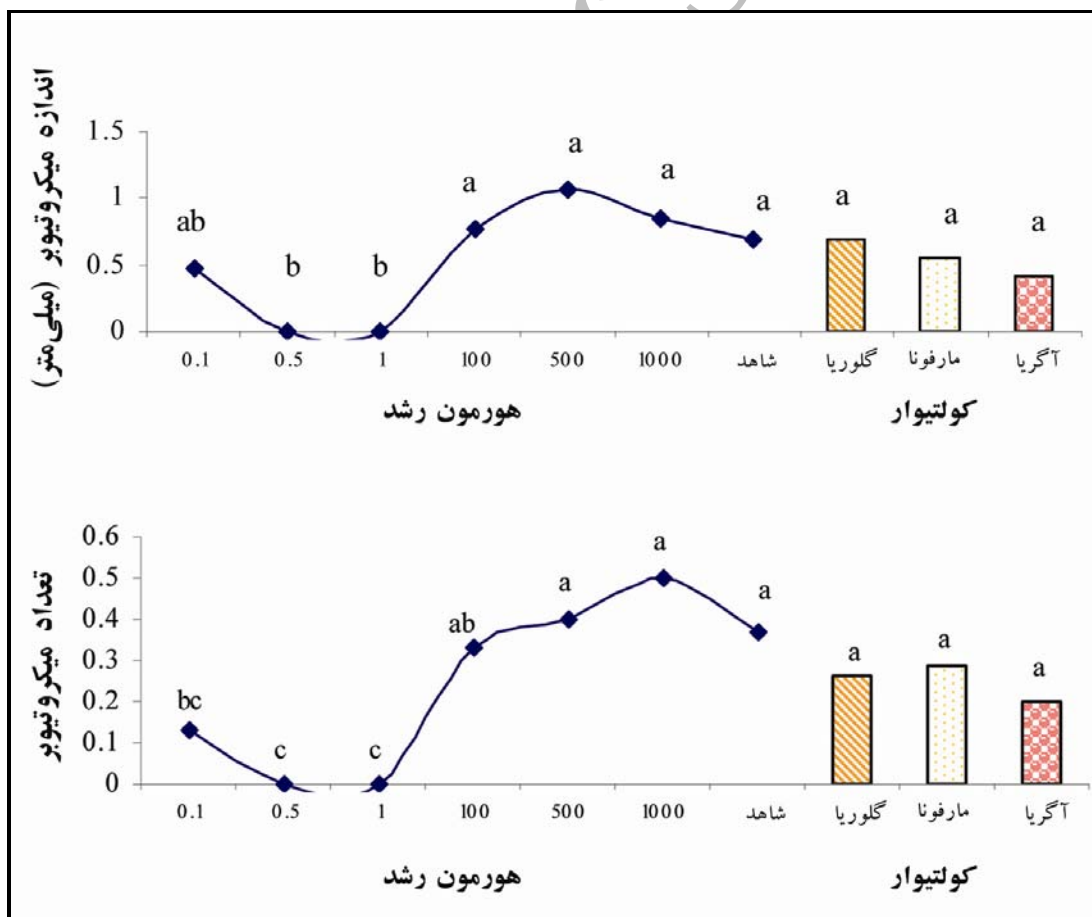 اندازه میکروتیوبر (میلی‌متر)
1.5
1
0.5
0
ab
b
b
a
a
a
a
a
a
a
0.1
0.5
1
100
500
1000
شاهد
گلوریا
مارفونا
آگریا
هورمون رشد
کولتیوار
تعداد میکروتیوبر
0.6
0.5
0.4
0.3
0.2
0.1
0
bc
c
c
ab
a
a
a
a
a
a
0.1
0.5
1
100
500
1000
شاهد
گلوریا
مارفونا
آگریا
هورمون رشد
کولتیوار